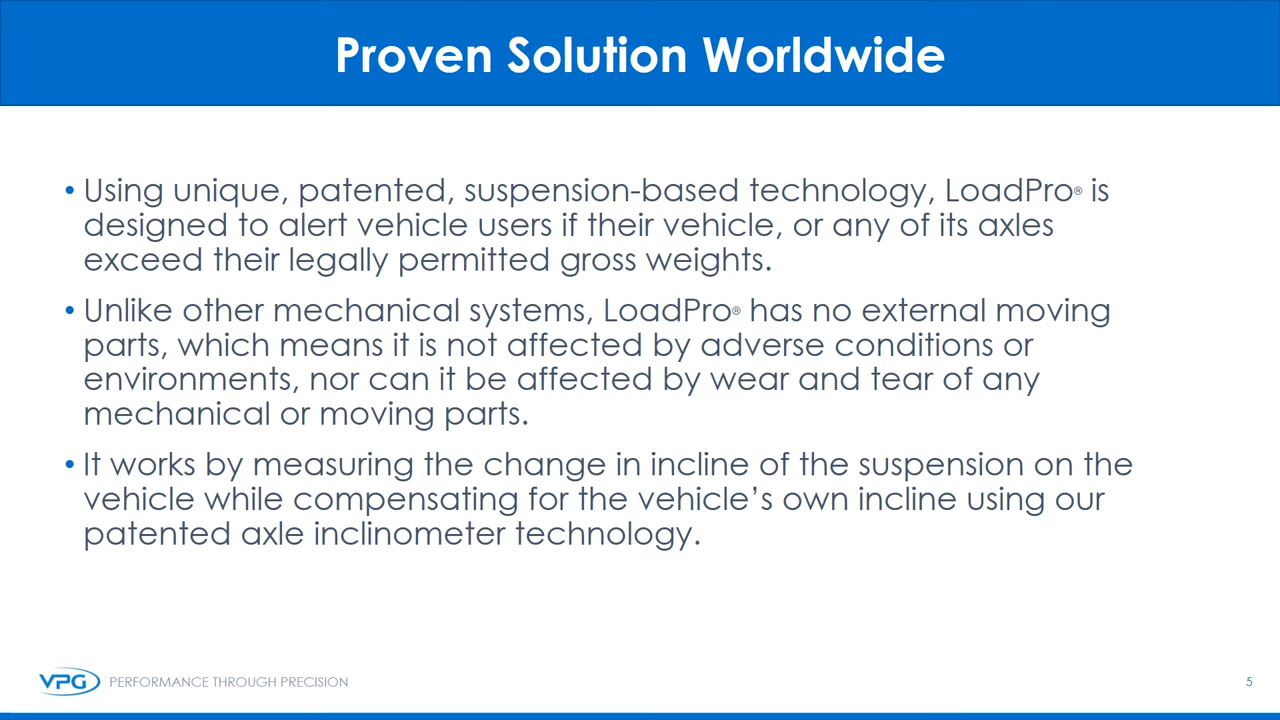 Proven Solution Worldwide
• Using unique, patented, suspension-based technology, LoadPro® is
designed to alert vehicle users if their vehicle, or any of its axles
exceed their legally permitted gross weights.
• Unlike other mechanical systems, LoadPro® has no external moving
parts, which means it is not affected by adverse conditions or
environments, nor can it be affected by wear and tear of any
mechanical or moving parts.
• It works by measuring the change in incline of the suspension on the
vehicle while compensating for the vehicle’s own incline using our
patented axle inclinometer technology.
VPG PERFORMANCE THROUGH PRECISION 5